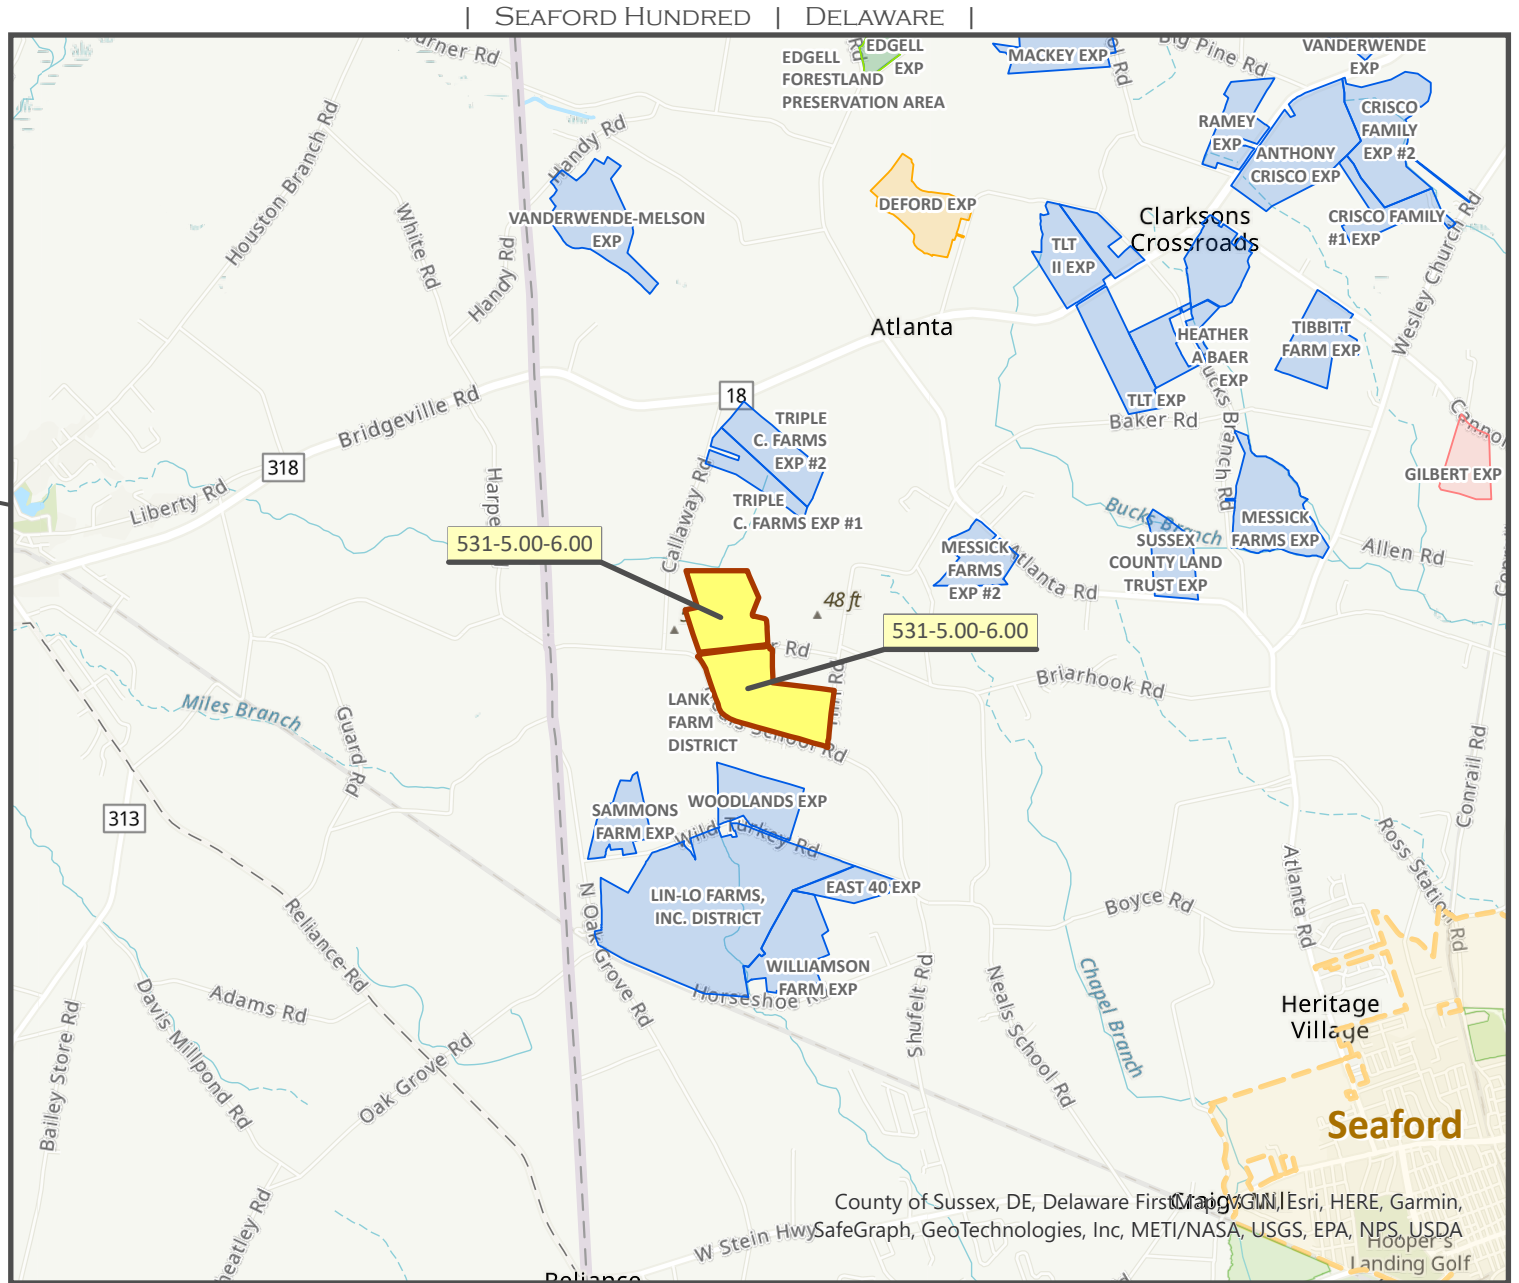 | SEAFORD HUNDRED | DELAWARE |
Turner Rd
EDGELL
EXP
EDGELL
FORESTLAND
PRESERVATION AREA
MACKEY EXP
Big Pine Rd
VANDERWENDE
EXP
RAMEY
EXP
CRISCO
FAMILY
EXP #2
ANTHONY
CRISCO EXP
CRISCO FAMILY
#1 EXP
Houston Branch Rd
White Rd
Handy Rd
Handy Rd
VANDERWENDE-MELSON
EXP
DEFORD EXP
Clarksons
Crossroads
TLT
II EXP
Wesley Church Rd
Atlanta
HEATHER
A BAER
EXP
TIBBITT
FARM EXP
TLT EXP
Baker Rd
Bucks Branch Rd
18
Bridgeville Rd
318
Liberty Rd
TRIPLE
C. FARMS
EXP #2
TRIPLE
C. FARMS EXP #1
Callaway Rd
GILBERT EXP
Bucks Branch
MESSICK
FARMS EXP
Allen Rd
SUSSEX
COUNTY LAND
TRUST EXP
MESSICK
FARMS
EXP #2
Atlanta Rd
531-5.00-6.00
48 ft
531-5.00-6.00
Rd
Rd
Briarhook Rd
LANK
FARM
DISTRICT
School Rd
Miles Branch
Guard Rd
Conrail Rd
313
SAMMONS
FARM EXP
WOODLANDS EXP
Wild Turkey Rd
LIN-LO FARMS,
INC. DISTRICT
EAST 40 EXP
WILLIAMSON
FARM EXP
Horseshoe Rd
N Oak Grove Rd
Boyce Rd
Atlanta Rd
Ross Station Rd
Reliance Rd
Adams Rd
Davis Millpond Rd
Oak Grove Rd
Bailey Store Rd
Shufelt Rd
Neals School Rd
Chapel Branch
Heritage
Village
Seaford
Craigs Mill
County of Sussex, DE, Delaware FirstMap, VGIN, Esri, HERE, Garmin,
SafeGraph, GeoTechnologies, Inc, METI/NASA, USGS, EPA, NPS, USDA
W Stein Hwy
Hooper's
Landing Golf
Reliance